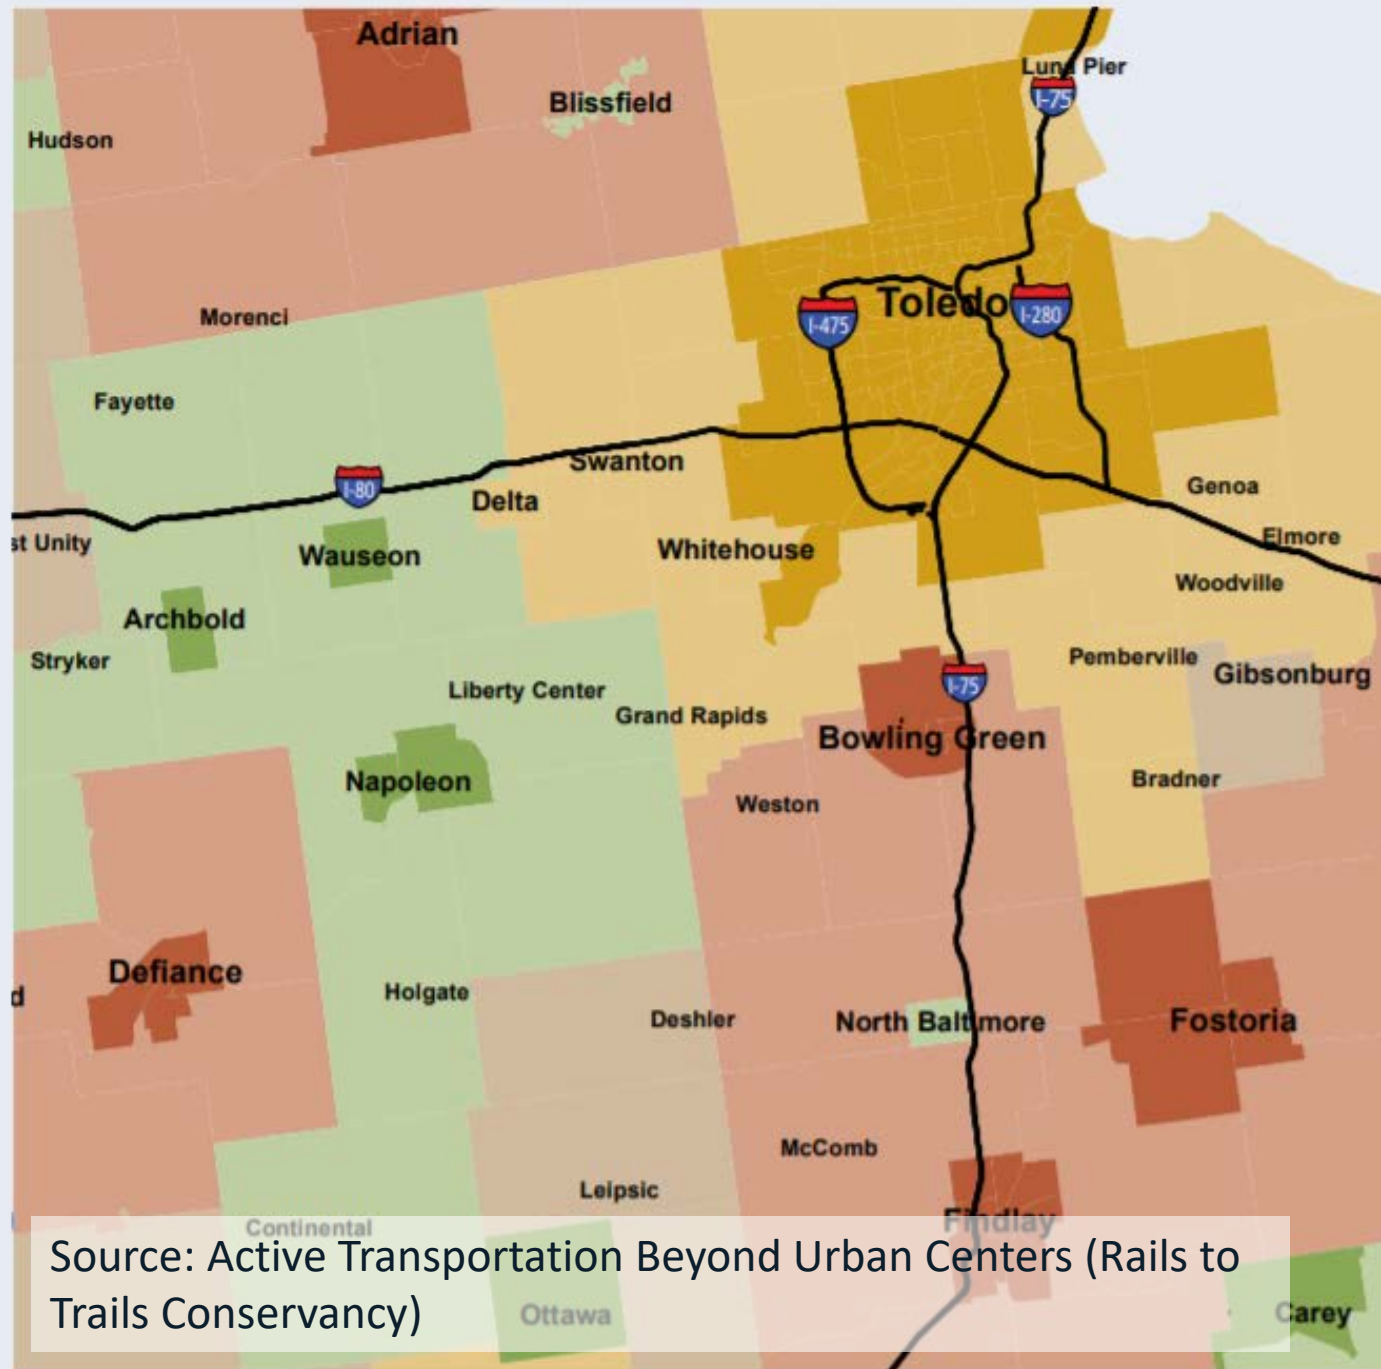 Adrian
Luna Pier
I-75
Blissfield
Hudson
Toledo
I-475
I-280
Morenci
Fayette
Swanton
I-80
Delta
Genoa
st Unity
Wauseon
Whitehouse
Elmore
Woodville
Archbold
Stryker
Pemberville
Gibsonburg
Liberty Center
I-75
Grand Rapids
Bowling Green
Napoleon
Bradner
Weston
Defiance
d
Holgate
Deshler
North Baltimore
Fostoria
McComb
Leipsic
Continental
Findlay
Source: Active Transportation Beyond Urban Centers (Rails to
Trails Conservancy)
Ottawa
Carey